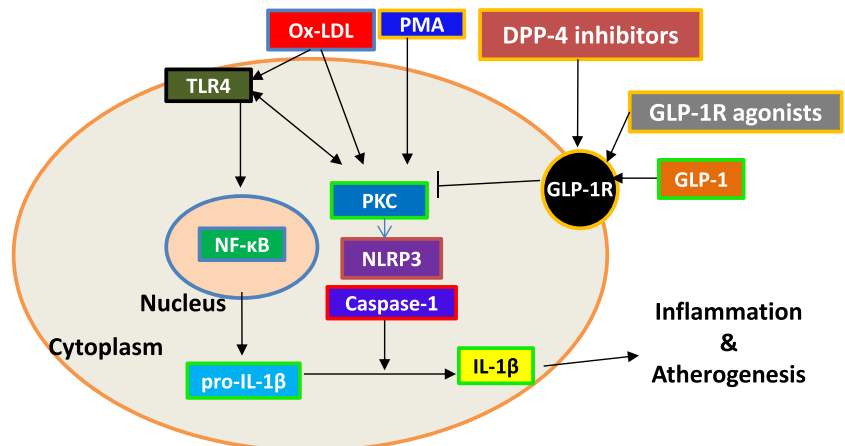 Ox-LDL
PMA
DPP-4 inhibitors
TLR4
GLP-1R agonists
GLP-1R
GLP-1
PKC
NF-κB
NLRP3
Nucleus
Caspase-1
Cytoplasm
pro-IL-1β
IL-1β
Inflammation
&
Atherogenesis